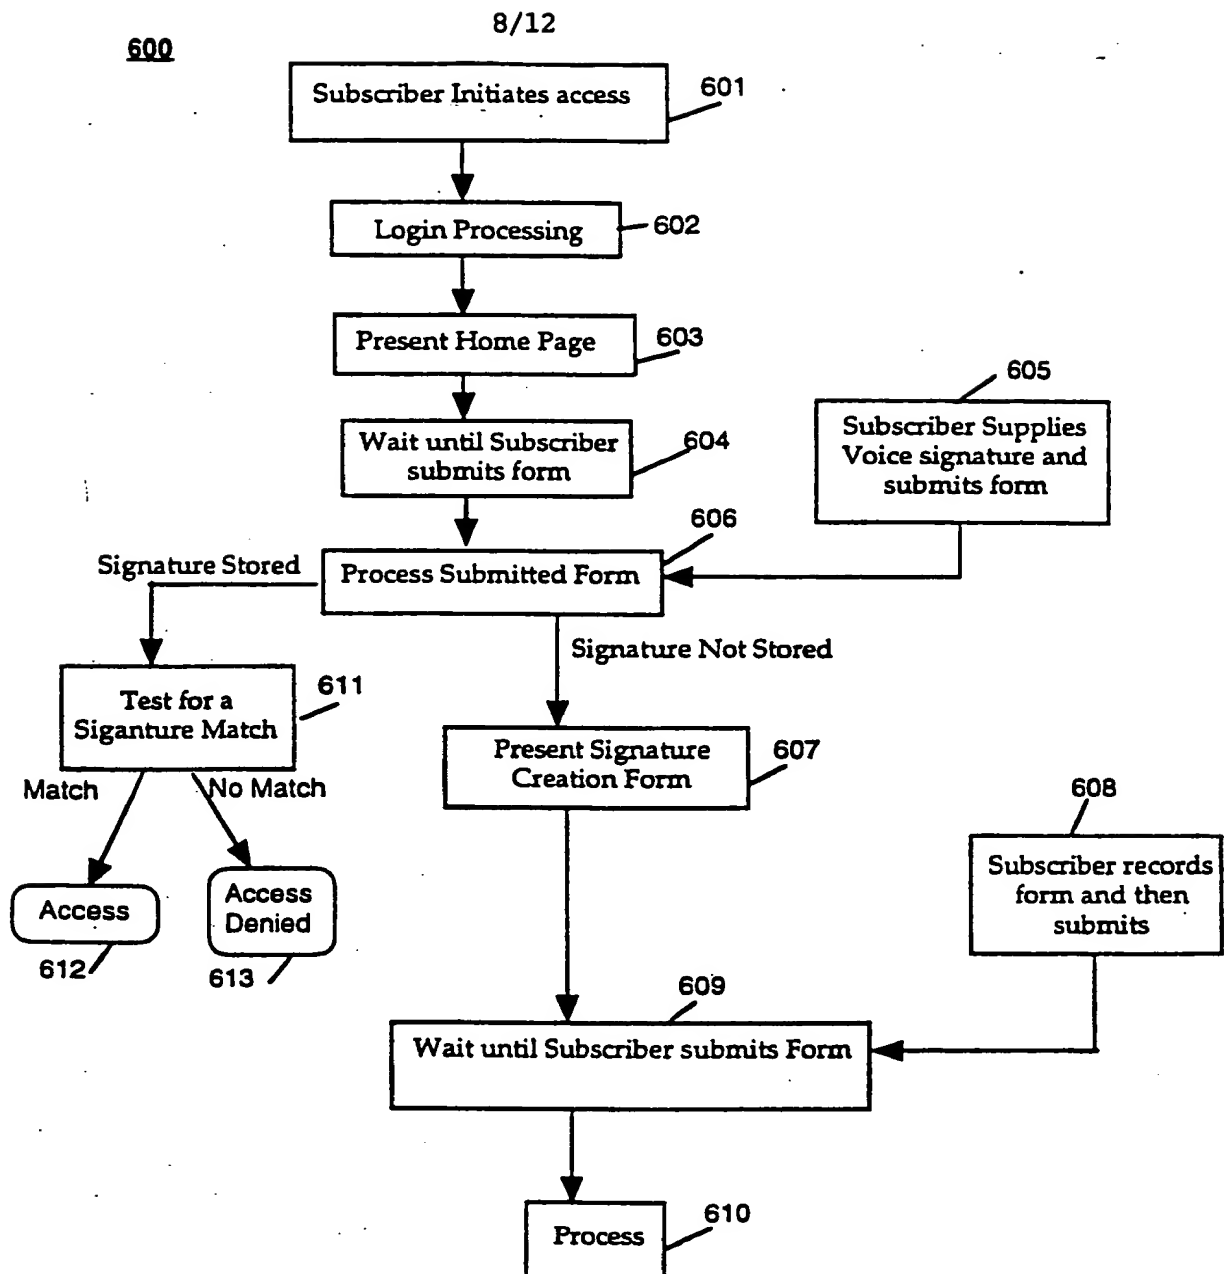 8/12
600
Subscriber Initiates access
601
Login Processing
602
Present Home Page
603
Wait until Subscriber
submits form
604
605
Subscriber Supplies
Voice signature and
submits form
606
Process Submitted Form
Signature Stored
Signature Not Stored
Test for a
Siganture Match
611
Match
No Match
Access
612
Access
Denied
613
Present Signature
Creation Form
607
608
Subscriber records
form and then
submits
609
Wait until Subscriber submits Form
Process
610